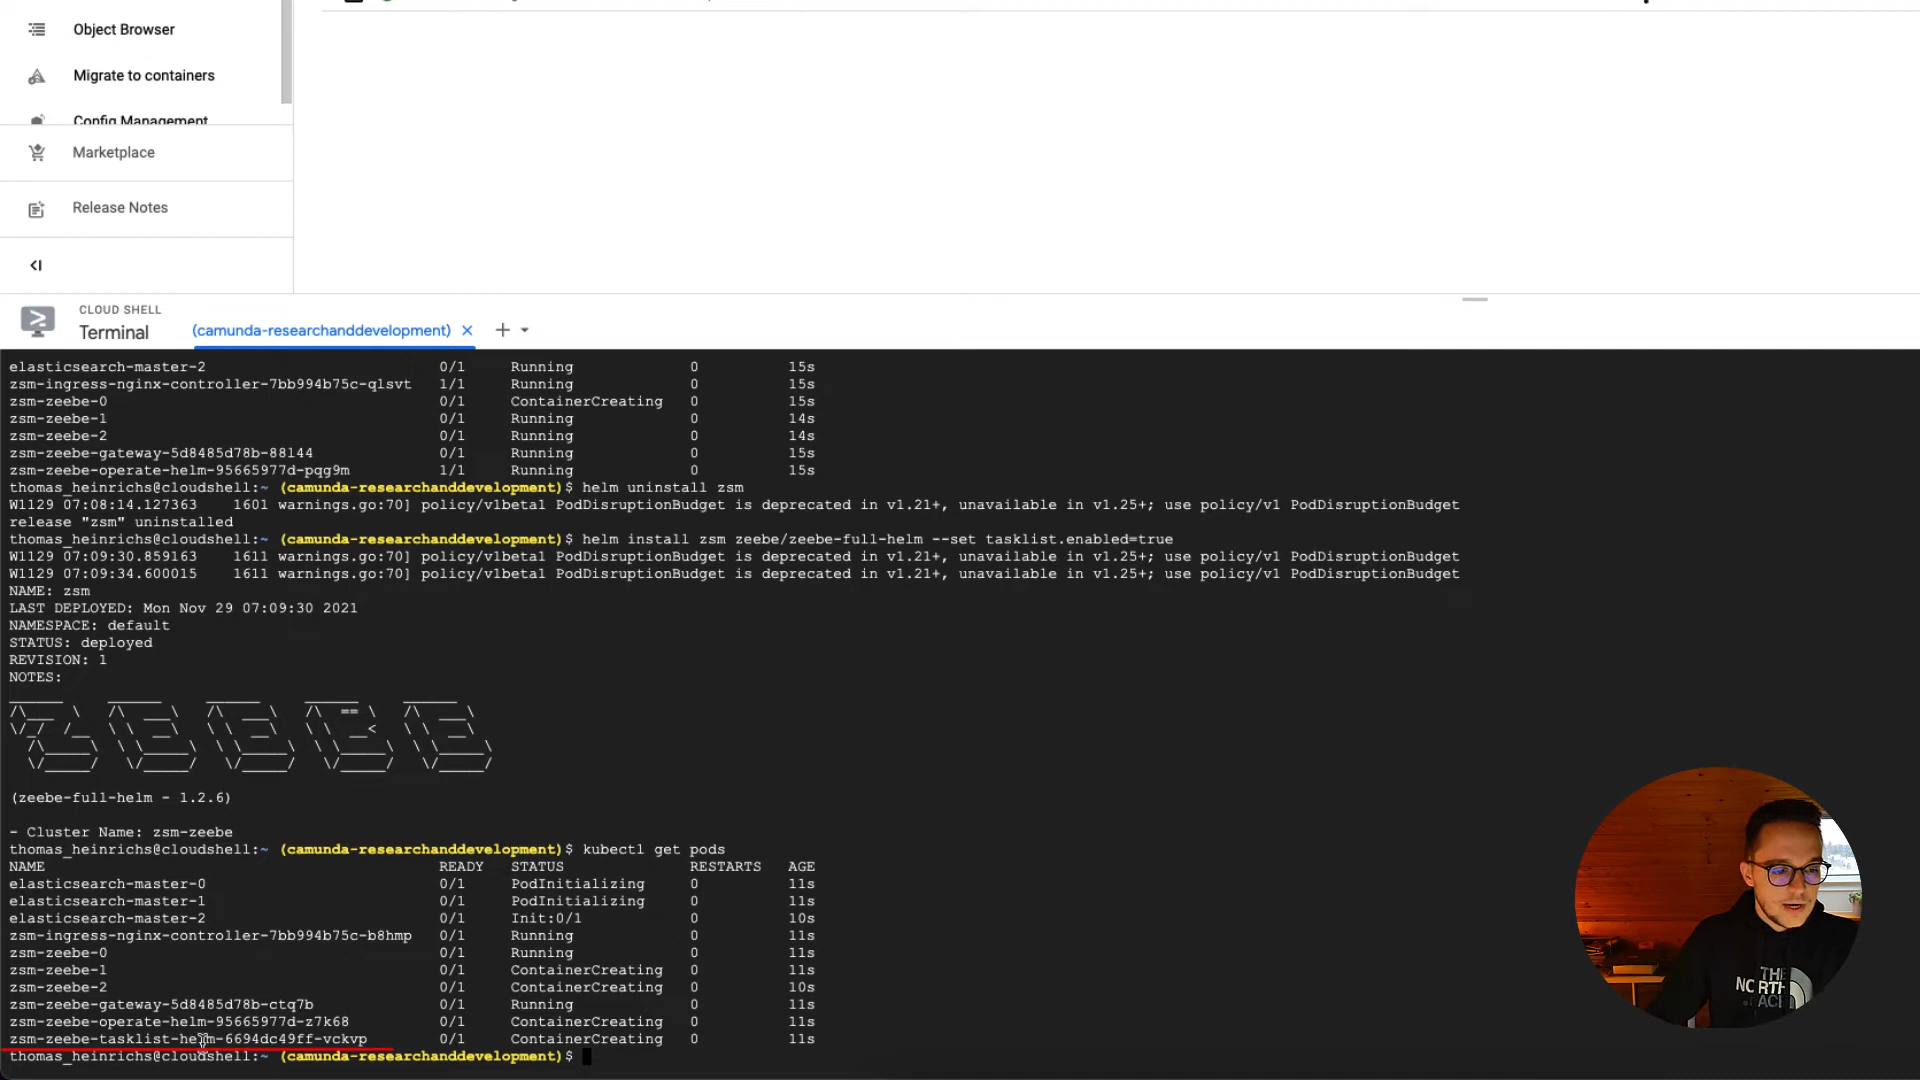 Object Browser
Migrate to containers
Config Management
Marketplace
Release Notes
CLOUD SHELL
Terminal
(camunda-researchanddevelopment)
elasticsearch-master-2 0/1 Running 0 15s
zsm-ingress-nginx-controller-7bb994b75c-qlsvt 1/1 Running 0 15s
zsm-zeebe-0 0/1 ContainerCreating 0 15s
zsm-zeebe-1 0/1 Running 0 14s
zsm-zeebe-2 0/1 Running 0 14s
zsm-zeebe-gateway-5d8485d78b-88l44 0/1 Running 0 15s
zsm-zeebe-operate-helm-95665977d-pqg9m 1/1 Running 0 15s
thomas_heinrichs@cloudshell:~ (camunda-researchanddevelopment)$ helm uninstall zsm
W1129 07:08:14.127363 1601 warnings.go:70] policy/v1beta1 PodDisruptionBudget is deprecated in v1.21+, unavailable in v1.25+; use policy/v1 PodDisruptionBudget
release "zsm" uninstalled
thomas_heinrichs@cloudshell:~ (camunda-researchanddevelopment)$ helm install zsm zeebe/zeebe-full-helm --set tasklist.enabled=true
W1129 07:09:30.859163 1611 warnings.go:70] policy/v1beta1 PodDisruptionBudget is deprecated in v1.21+, unavailable in v1.25+; use policy/v1 PodDisruptionBudget
W1129 07:09:34.600015 1611 warnings.go:70] policy/v1beta1 PodDisruptionBudget is deprecated in v1.21+, unavailable in v1.25+; use policy/v1 PodDisruptionBudget
NAME: zsm
LAST DEPLOYED: Mon Nov 29 07:09:30 2021
NAMESPACE: default
STATUS: deployed
REVISION: 1
NOTES:
ZEEBE
(zeebe-full-helm - 1.2.6)
- Cluster Name: zsm-zeebe
thomas_heinrichs@cloudshell:~ (camunda-researchanddevelopment)$ kubectl get pods
NAME READY STATUS RESTARTS AGE
elasticsearch-master-0 0/1 PodInitializing 0 11s
elasticsearch-master-1 0/1 PodInitializing 0 11s
elasticsearch-master-2 0/1 Init:0/1 0 10s
zsm-ingress-nginx-controller-7bb994b75c-b8hmp 0/1 Running 0 11s
zsm-zeebe-0 0/1 Running 0 11s
zsm-zeebe-1 0/1 ContainerCreating 0 11s
zsm-zeebe-2 0/1 ContainerCreating 0 10s
zsm-zeebe-gateway-5d8485d78b-ctq7b 0/1 Running 0 11s
zsm-zeebe-operate-helm-95665977d-z7k68 0/1 ContainerCreating 0 11s
zsm-zeebe-tasklist-helm-6694dc49ff-vckvp 0/1 ContainerCreating 0 11s
thomas_heinrichs@cloudshell:~ (camunda-researchanddevelopment)$
THE
NORTH
FACE